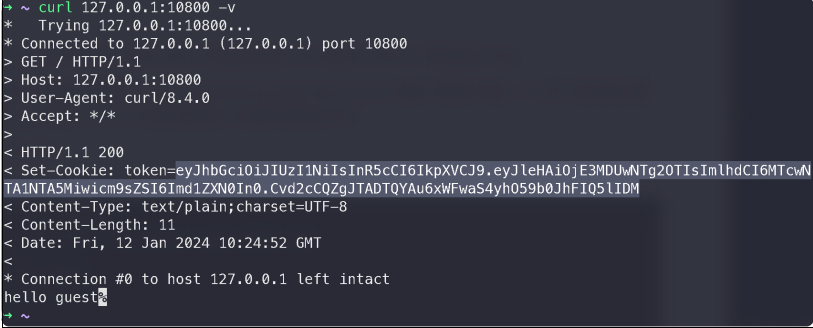 → ~ curl 127.0.0.1:10800 -v
*   Trying 127.0.0.1:10800...
* Connected to 127.0.0.1 (127.0.0.1) port 10800
> GET / HTTP/1.1
> Host: 127.0.0.1:10800
> User-Agent: curl/8.4.0
> Accept: */*
>
< HTTP/1.1 200
< Set-Cookie: token=eyJhbGciOiJIUzI1NiIsInR5cCI6IkpXVCJ9.eyJleHAiOjE3MDUwNTg2OTIsImlhdCI6MTcwN
TA1NTA5Miwicm9sZSI6Imd1ZXN0In0.Cvd2cCQZgJTADTQYAu6xWFwaS4yhO59b0JhFIQ5lIDM
< Content-Type: text/plain;charset=UTF-8
< Content-Length: 11
< Date: Fri, 12 Jan 2024 10:24:52 GMT
<
* Connection #0 to host 127.0.0.1 left intact
hello guest%
→ ~